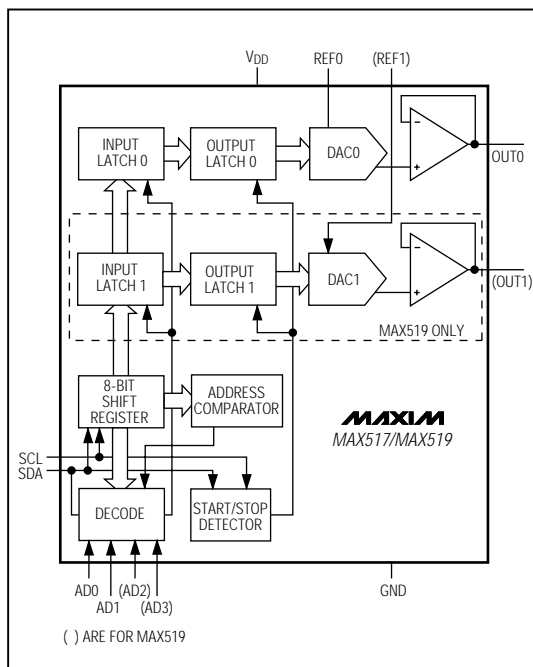 VDD
REF0
(REF1)
INPUT
LATCH 0
OUTPUT
LATCH 0
DAC0
−
+
OUT0
INPUT
LATCH 1
OUTPUT
LATCH 1
DAC1
−
+
(OUT1)
MAX519 ONLY
8-BIT
SHIFT
REGISTER
ADDRESS
COMPARATOR
MAXIM
MAX517/MAX519
SCL
SDA
DECODE
START/STOP
DETECTOR
AD0
AD1
(AD2)
(AD3)
GND
( ) ARE FOR MAX519